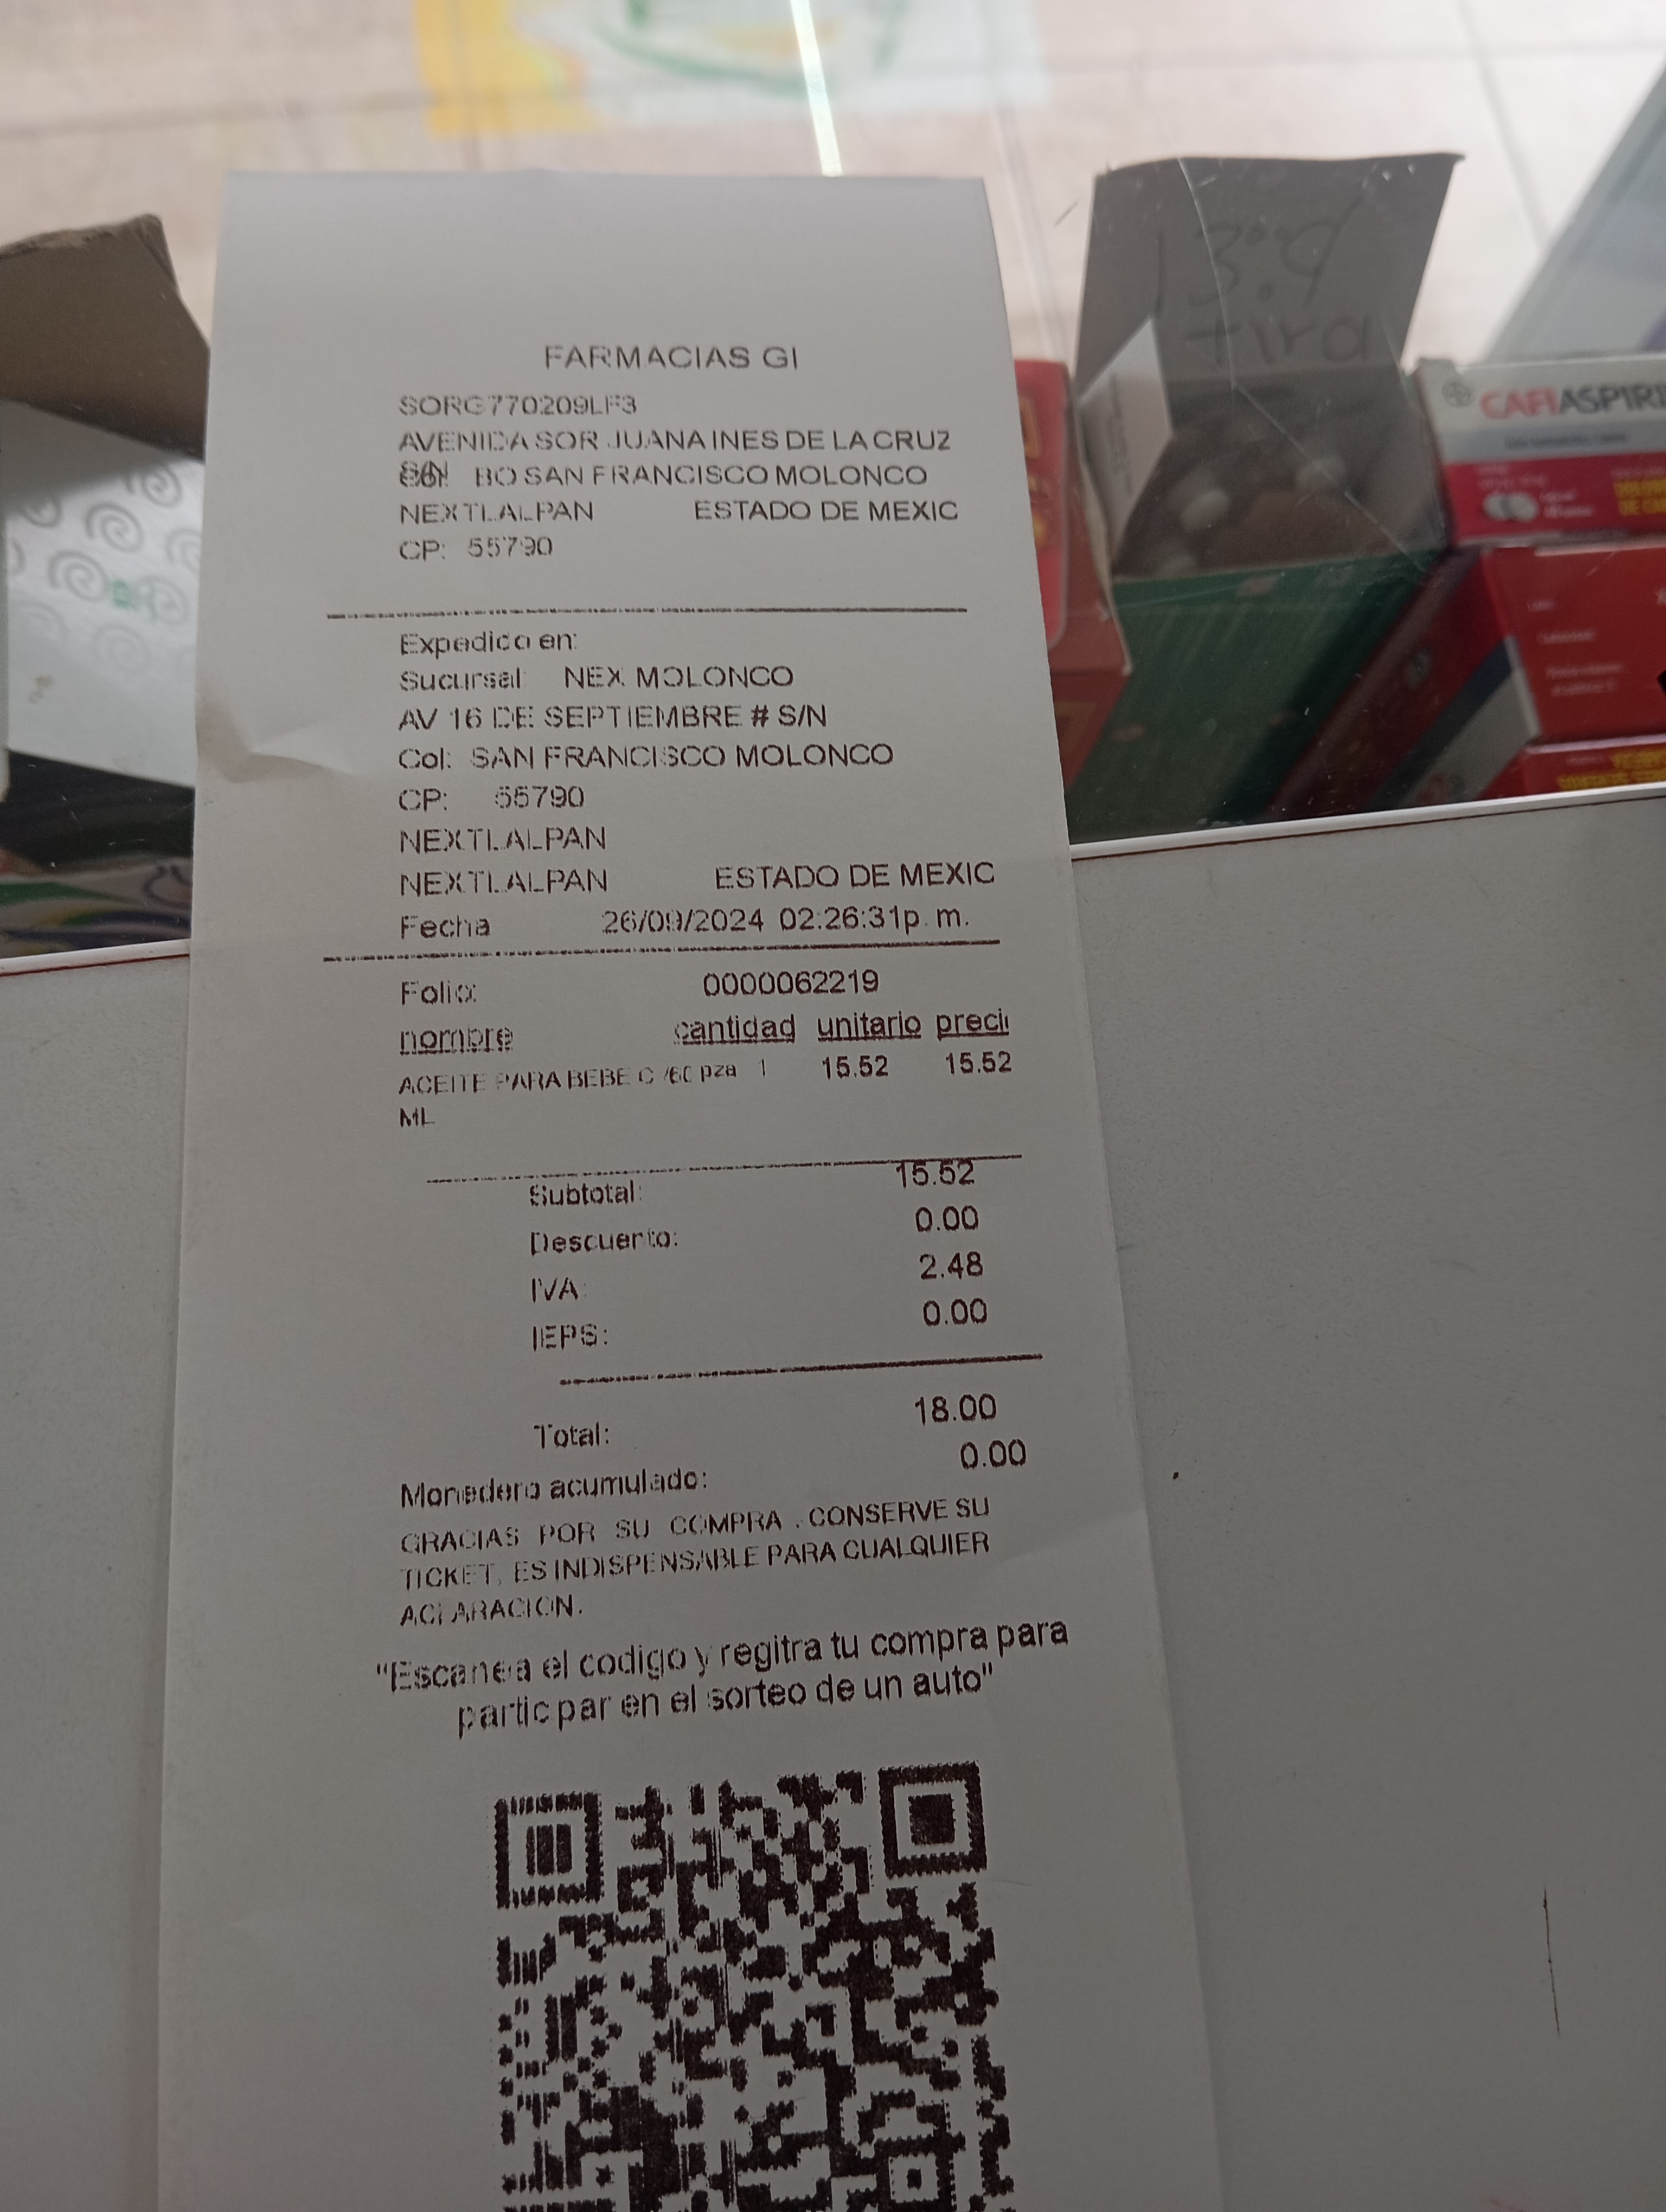 FARMACIAS GI
SORG770209LF3
AVENIDA SOR JUANA INES DE LA CRUZ
S/N
Col: BO SAN FRANCISCO MOLONCO
NEXTLALPAN ESTADO DE MEXIC
CP: 55790
Expedido en:
Sucursal: NEX MOLONCO
AV 16 DE SEPTIEMBRE # S/N
Col: SAN FRANCISCO MOLONCO
CP: 55790
NEXTLALPAN
NEXTLALPAN ESTADO DE MEXIC
Fecha 26/09/2024 02:26:31p. m.
Folio: 0000062219
nombre cantidad unitario preci
ACEITE PARA BEBE C /60 pza 1 15.52 15.52
ML
Subtotal: 15.52
Descuento: 0.00
IVA: 2.48
IEPS: 0.00
Total: 18.00
Monedero acumulado: 0.00
GRACIAS POR SU COMPRA . CONSERVE SU
TICKET, ES INDISPENSABLE PARA CUALQUIER
ACLARACION.
"Escanea el codigo y regitra tu compra para
participar en el sorteo de un auto"
tira
CAFIASPIRI